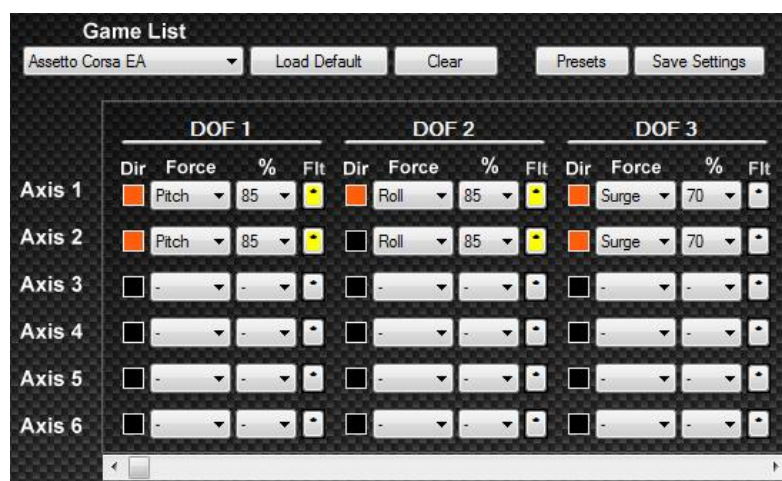 Game List
Assetto Corsa EA Load Default Clear Presets Save Settings
DOF 1 DOF 2 DOF 3
Dir Force % Flt Dir Force % Flt Dir Force % Flt
Axis 1 Pitch 85 * Roll 85 * Surge 70 *
Axis 2 Pitch 85 * Roll 85 * Surge 70 *
Axis 3 - - * - - * - - *
Axis 4 - - * - - * - - *
Axis 5 - - * - - * - - *
Axis 6 - - * - - * - - *